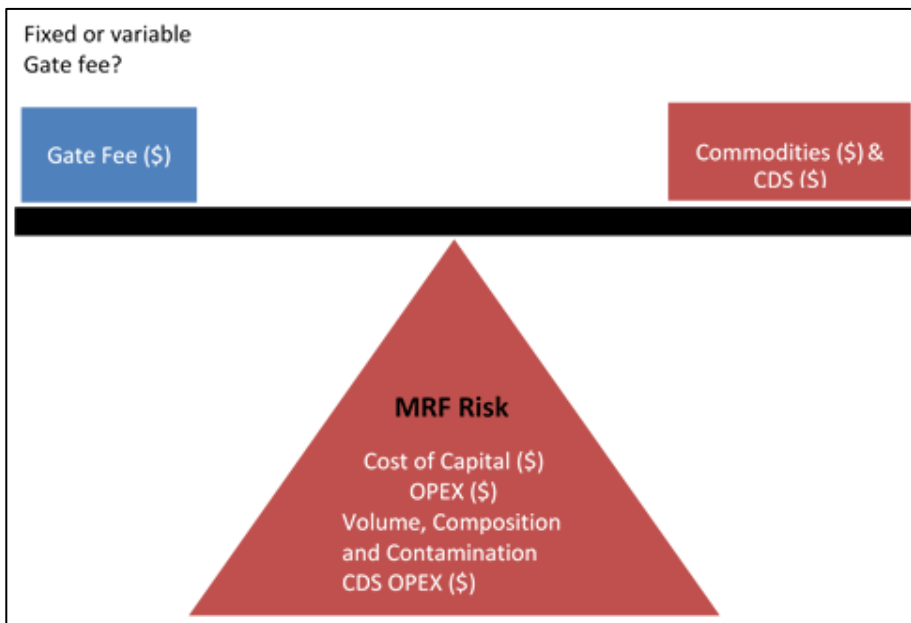 Fixed or variable
Gate fee?
Gate Fee ($)
Commodities ($) &
CDS ($)
MRF Risk
Cost of Capital ($)
OPEX ($)
Volume, Composition
and Contamination
CDS OPEX ($)